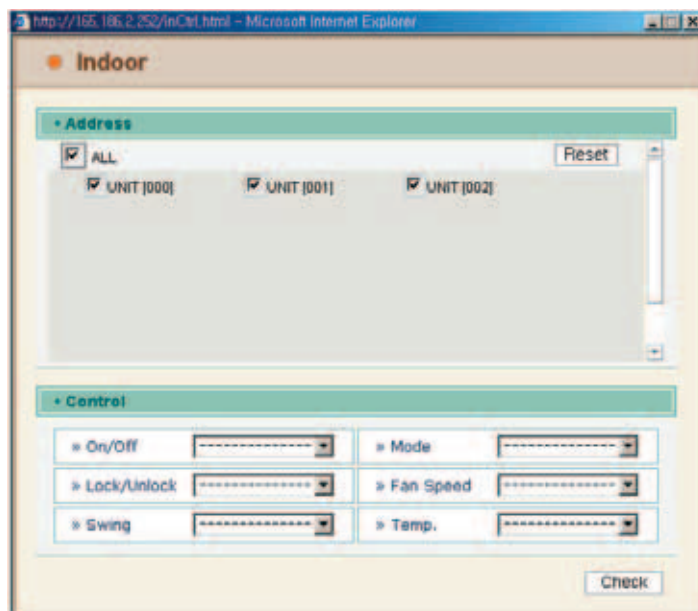 http://165.186.2.252/inCtrl.html - Microsoft Internet Explorer
Indoor
• Address
ALL
Reset
UNIT [000] UNIT [001] UNIT [002]
• Control
» On/Off -------------- » Mode --------------
» Lock/Unlock -------------- » Fan Speed --------------
» Swing -------------- » Temp. --------------
Check